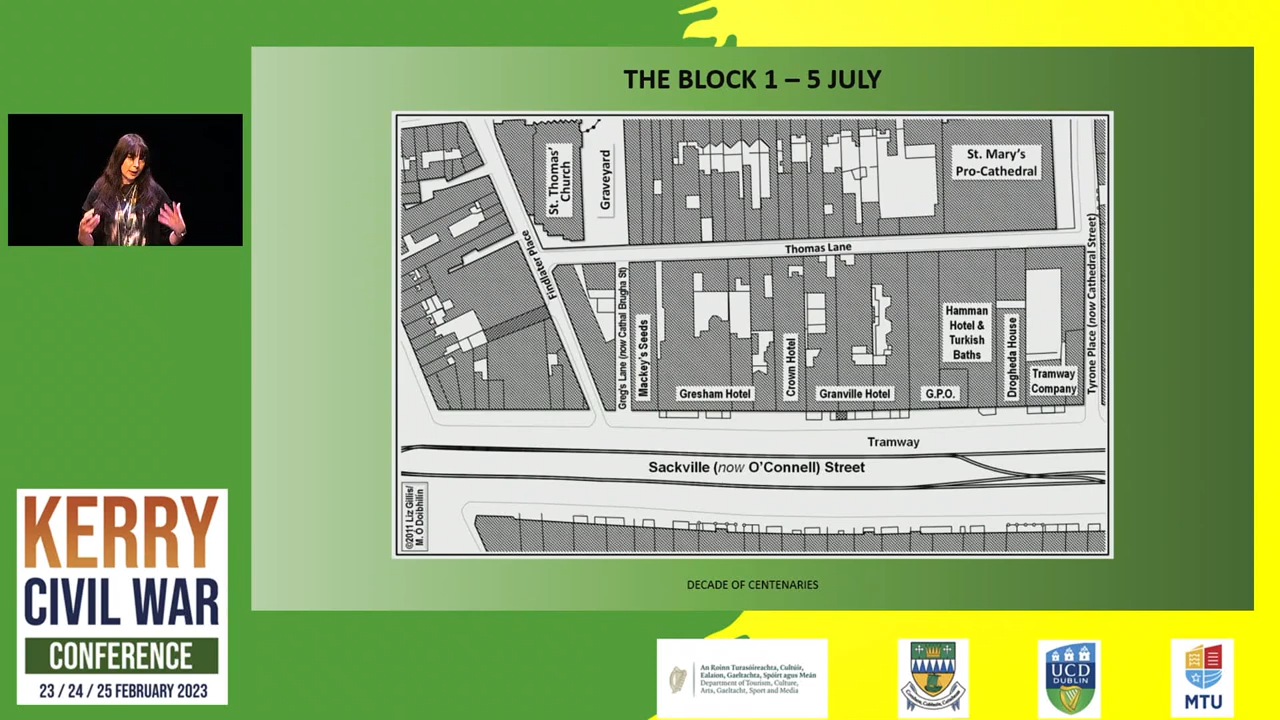 THE BLOCK 1 – 5 JULY
St. Thomas'
Church
Graveyard
St. Mary's
Pro-Cathedral
Thomas Lane
Findlater Place
Greg's Lane (now Cathal Brugha St)
Mackey's Seeds
Gresham Hotel
Crown Hotel
Granville Hotel
G.P.O.
Hamman
Hotel &
Turkish
Baths
Drogheda House
Tramway
Company
Tyrone Place (now Cathedral Street)
Tramway
Sackville (now O'Connell) Street
©2011 Liz Gillis/
M. Ó Doibhilín
DECADE OF CENTENARIES
KERRY
CIVIL WAR
CONFERENCE
23 / 24 / 25 FEBRUARY 2023
An Roinn Turasóireachta, Cultúir,
Ealaíon, Gaeltachta, Spóirt agus Meán
Department of Tourism, Culture,
Arts, Gaeltacht, Sport and Media
UCD
DUBLIN
MTU